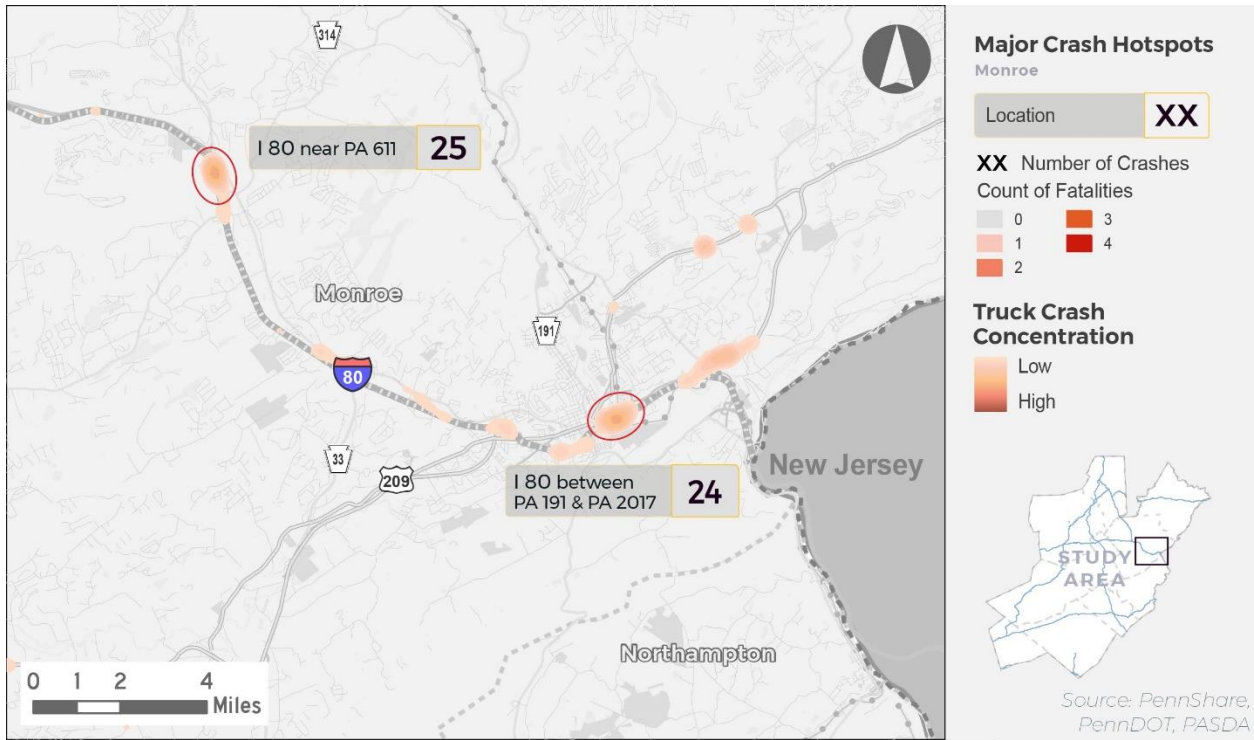 314
I 80 near PA 611
25
Monroe
191
80
33
209
I 80 between
PA 191 & PA 2017
24
New Jersey
Northampton
0 1 2 4
Miles
Major Crash Hotspots
Monroe
Location
XX
XX Number of Crashes
Count of Fatalities
0
3
1
4
2
Truck Crash
Concentration
Low
High
STUDY
AREA
Source: PennShare,
PennDOT, PASDA